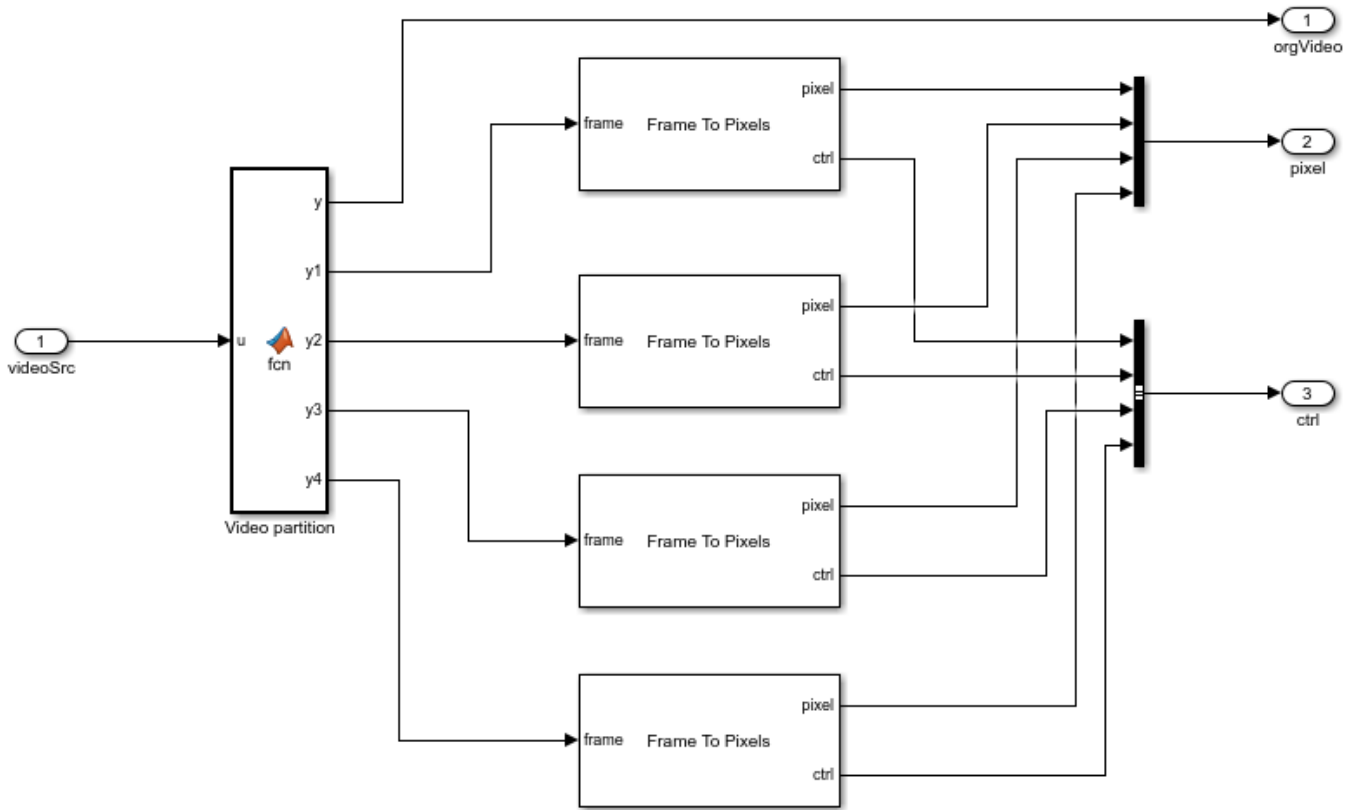 1
orgVideo
pixel
frame
Frame To Pixels
ctrl
2
pixel
y
y1
pixel
1
videoSrc
u
fcn
y2
frame
Frame To Pixels
ctrl
3
ctrl
y3
y4
Video partition
pixel
frame
Frame To Pixels
ctrl
pixel
frame
Frame To Pixels
ctrl